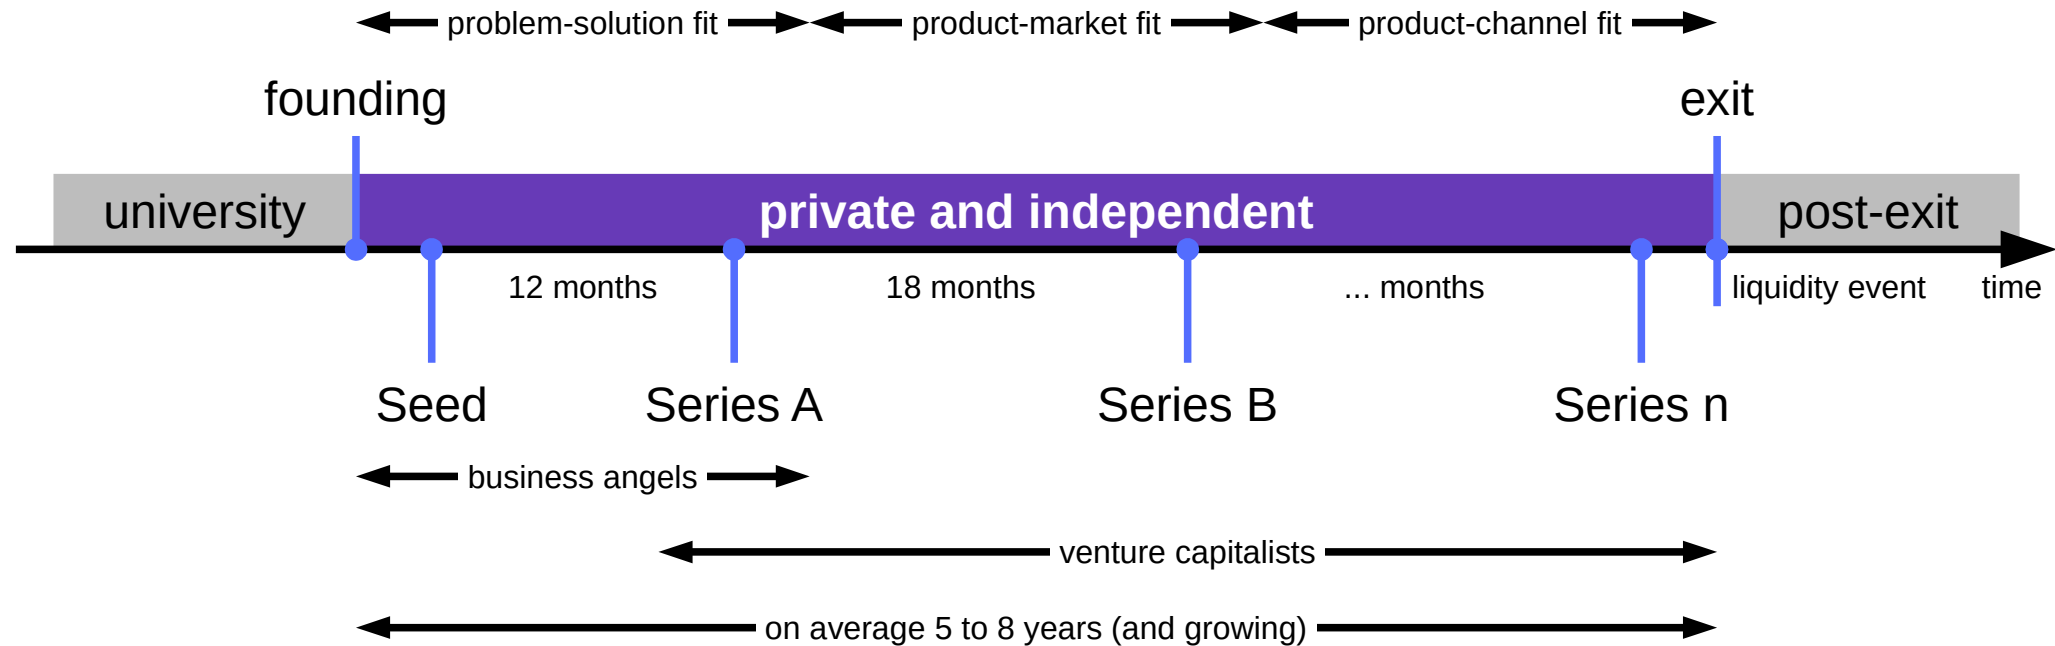 problem-solution fit
product-market fit
product-channel fit
founding
exit
university
private and independent
post-exit
12 months
18 months
... months
liquidity event
time
Seed
Series A
Series B
Series n
business angels
venture capitalists
on average 5 to 8 years (and growing)